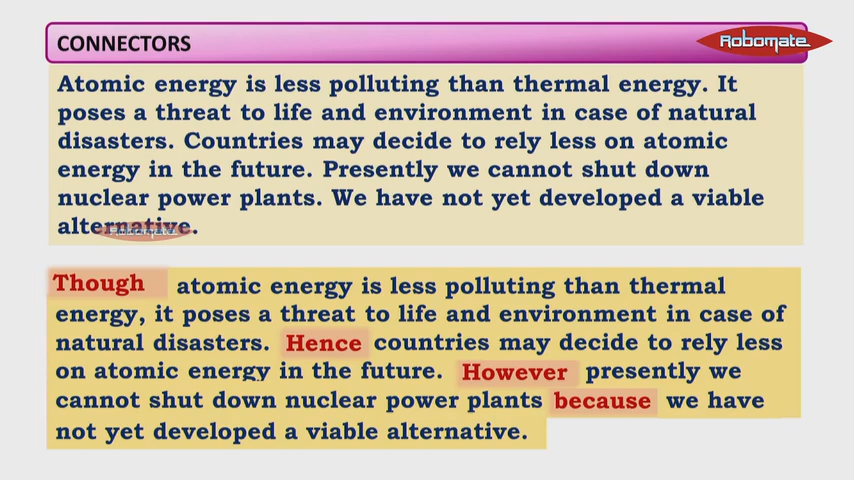 CONNECTORS
Robomate
Atomic energy is less polluting than thermal energy. It
poses a threat to life and environment in case of natural
disasters. Countries may decide to rely less on atomic
energy in the future. Presently we cannot shut down
nuclear power plants. We have not yet developed a viable
alternative.
Though atomic energy is less polluting than thermal
energy, it poses a threat to life and environment in case of
natural disasters. Hence countries may decide to rely less
on atomic energy in the future. However presently we
cannot shut down nuclear power plants because we have
not yet developed a viable alternative.